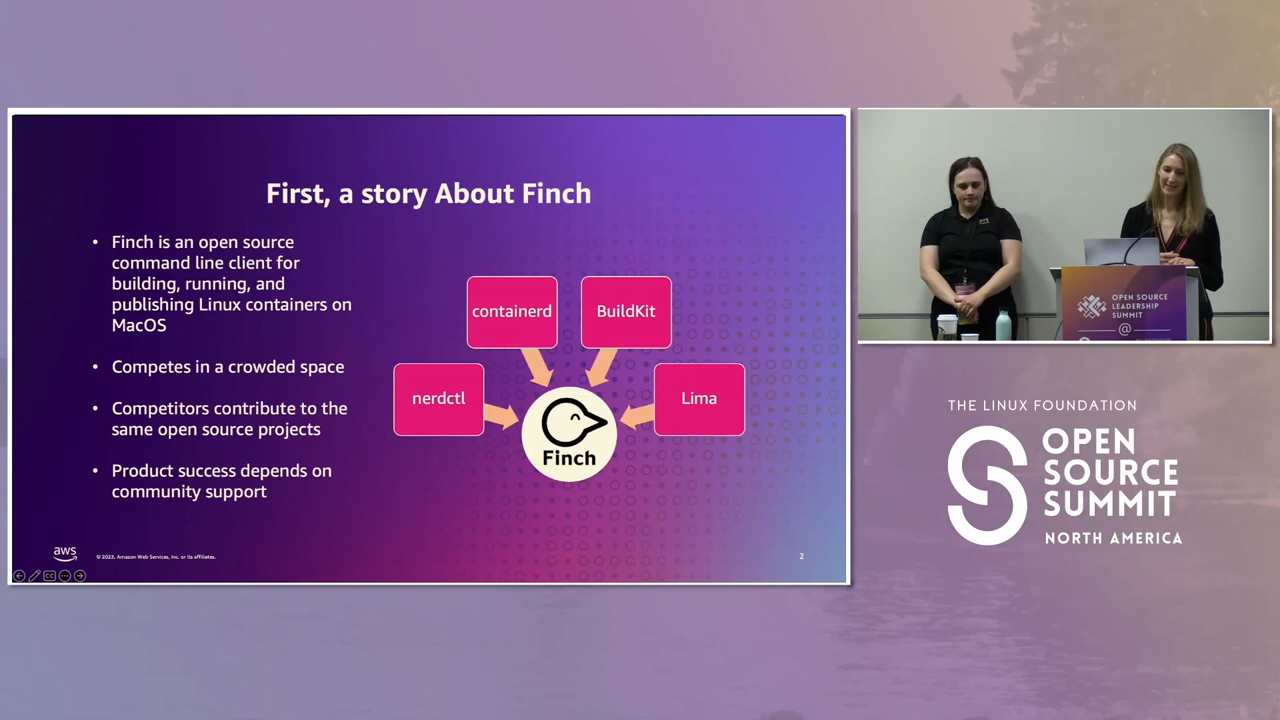 First, a story About Finch
• Finch is an open source
command line client for
building, running, and
publishing Linux containers on
MacOS
• Competes in a crowded space
• Competitors contribute to the
same open source projects
• Product success depends on
community support
containerd
BuildKit
nerdctl
Lima
Finch
aws
© 2023, Amazon Web Services, Inc. or its affiliates.
2
OPEN SOURCE
LEADERSHIP
SUMMIT
@
THE LINUX FOUNDATION
OPEN
SOURCE
SUMMIT
NORTH AMERICA